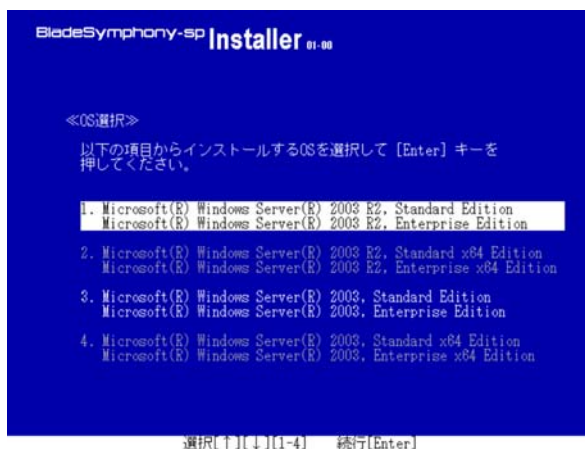 BladeSymphony-sp Installer 01-00
≪OS選択≫
以下の項目からインストールするOSを選択して [Enter] キーを
押してください。
1. Microsoft(R) Windows Server(R) 2003 R2, Standard Edition
Microsoft(R) Windows Server(R) 2003 R2, Enterprise Edition
2. Microsoft(R) Windows Server(R) 2003 R2, Standard x64 Edition
Microsoft(R) Windows Server(R) 2003 R2, Enterprise x64 Edition
3. Microsoft(R) Windows Server(R) 2003, Standard Edition
Microsoft(R) Windows Server(R) 2003, Enterprise Edition
4. Microsoft(R) Windows Server(R) 2003, Standard x64 Edition
Microsoft(R) Windows Server(R) 2003, Enterprise x64 Edition
選択[↑][↓][1-4] 続行[Enter]